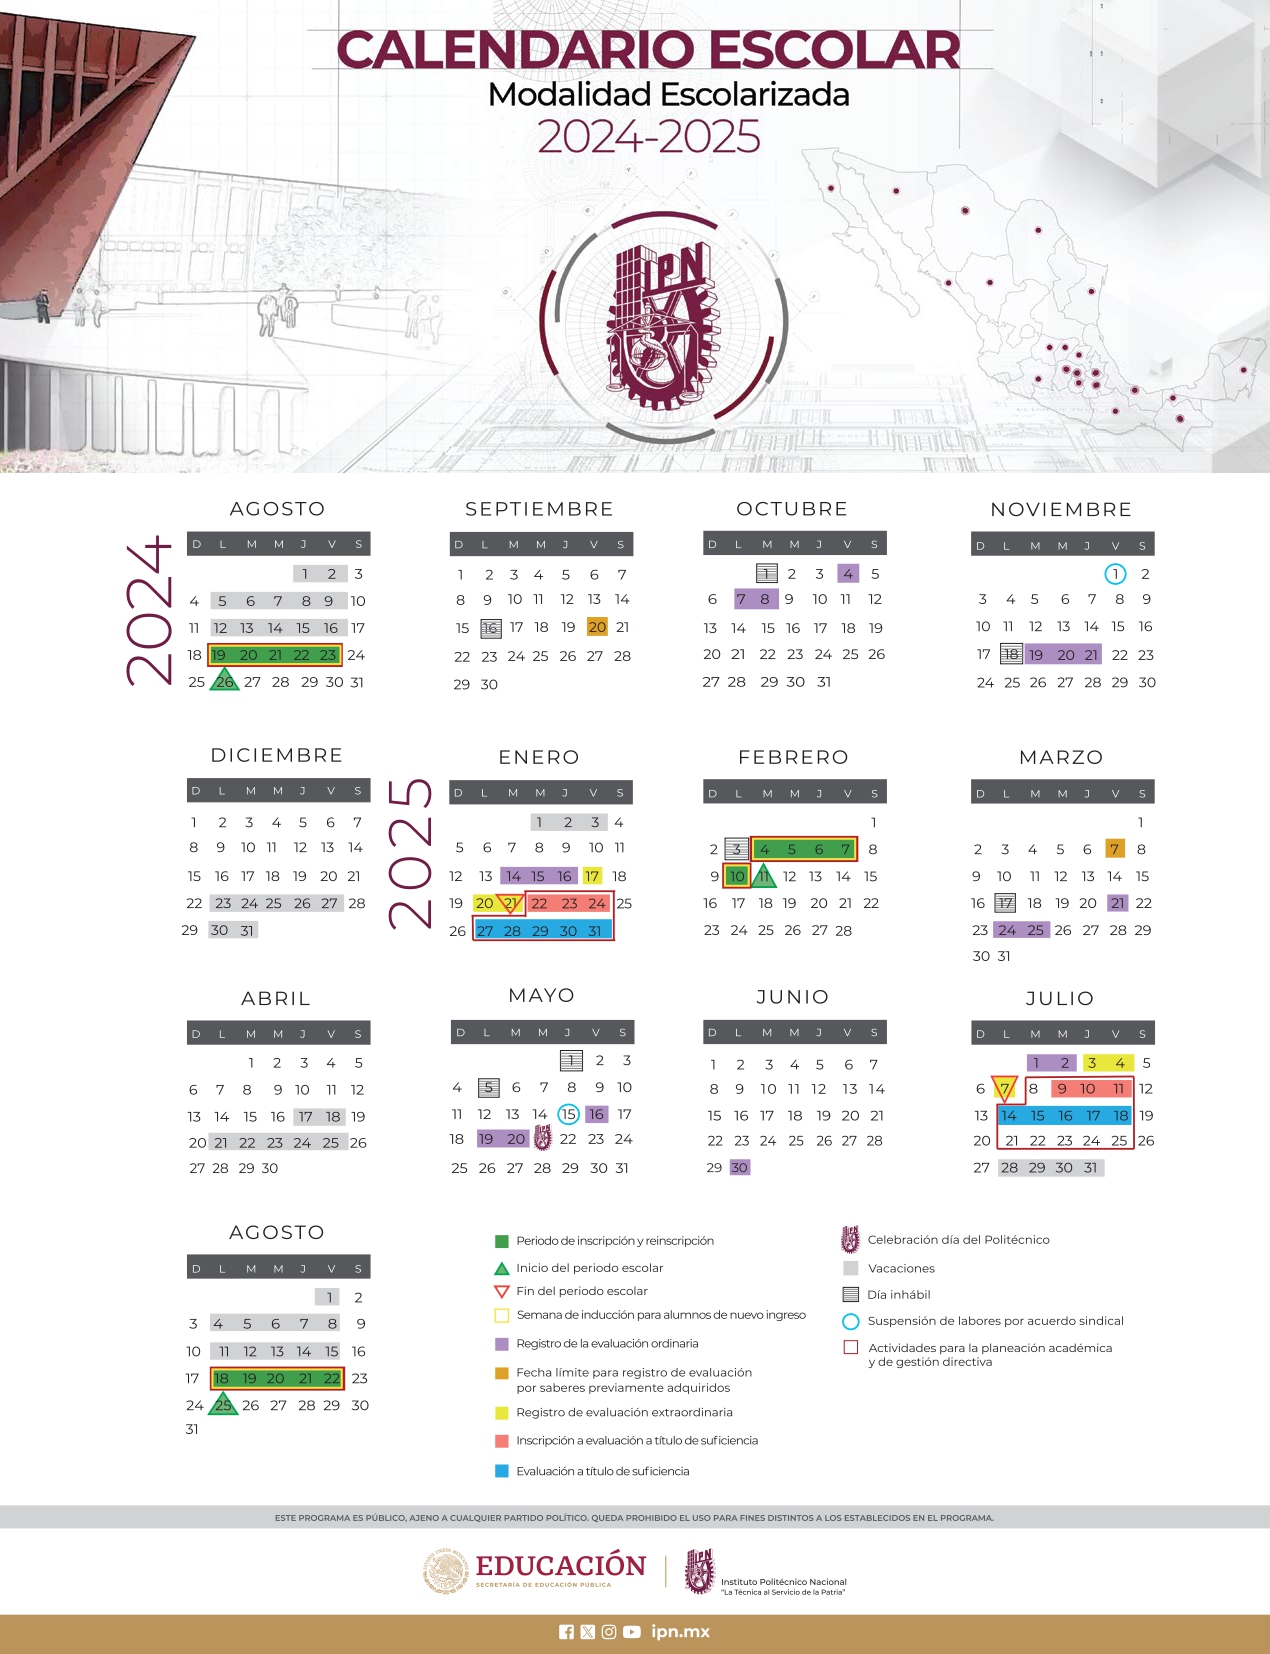 CALENDARIO ESCOLAR
Modalidad Escolarizada
2024-2025
IPN
2024
AGOSTO
D L M M J V S
1 2 3
4 5 6 7 8 9 10
11 12 13 14 15 16 17
18 19 20 21 22 23 24
25 26 27 28 29 30 31
SEPTIEMBRE
D L M M J V S
1 2 3 4 5 6 7
8 9 10 11 12 13 14
15 16 17 18 19 20 21
22 23 24 25 26 27 28
29 30
OCTUBRE
D L M M J V S
1 2 3 4 5
6 7 8 9 10 11 12
13 14 15 16 17 18 19
20 21 22 23 24 25 26
27 28 29 30 31
NOVIEMBRE
D L M M J V S
1 2
3 4 5 6 7 8 9
10 11 12 13 14 15 16
17 18 19 20 21 22 23
24 25 26 27 28 29 30
DICIEMBRE
D L M M J V S
1 2 3 4 5 6 7
8 9 10 11 12 13 14
15 16 17 18 19 20 21
22 23 24 25 26 27 28
29 30 31
2025
ENERO
D L M M J V S
1 2 3 4
5 6 7 8 9 10 11
12 13 14 15 16 17 18
19 20 21 22 23 24 25
26 27 28 29 30 31
FEBRERO
D L M M J V S
1
2 3 4 5 6 7 8
9 10 11 12 13 14 15
16 17 18 19 20 21 22
23 24 25 26 27 28
MARZO
D L M M J V S
1
2 3 4 5 6 7 8
9 10 11 12 13 14 15
16 17 18 19 20 21 22
23 24 25 26 27 28 29
30 31
ABRIL
D L M M J V S
1 2 3 4 5
6 7 8 9 10 11 12
13 14 15 16 17 18 19
20 21 22 23 24 25 26
27 28 29 30
MAYO
D L M M J V S
1 2 3
4 5 6 7 8 9 10
11 12 13 14 15 16 17
18 19 20 IPN 22 23 24
25 26 27 28 29 30 31
JUNIO
D L M M J V S
1 2 3 4 5 6 7
8 9 10 11 12 13 14
15 16 17 18 19 20 21
22 23 24 25 26 27 28
29 30
JULIO
D L M M J V S
1 2 3 4 5
6 7 8 9 10 11 12
13 14 15 16 17 18 19
20 21 22 23 24 25 26
27 28 29 30 31
AGOSTO
D L M M J V S
1 2
3 4 5 6 7 8 9
10 11 12 13 14 15 16
17 18 19 20 21 22 23
24 25 26 27 28 29 30
31
Periodo de inscripción y reinscripción
Inicio del periodo escolar
Fin del periodo escolar
Semana de inducción para alumnos de nuevo ingreso
Registro de la evaluación ordinaria
Fecha límite para registro de evaluación
por saberes previamente adquiridos
Registro de evaluación extraordinaria
Inscripción a evaluación a título de suficiencia
Evaluación a título de suficiencia
IPN
Celebración día del Politécnico
Vacaciones
Día inhábil
Suspensión de labores por acuerdo sindical
Actividades para la planeación académica
y de gestión directiva
ESTE PROGRAMA ES PÚBLICO, AJENO A CUALQUIER PARTIDO POLÍTICO. QUEDA PROHIBIDO EL USO PARA FINES DISTINTOS A LOS ESTABLECIDOS EN EL PROGRAMA.
EDUCACIÓN
SECRETARÍA DE EDUCACIÓN PÚBLICA
IPN
Instituto Politécnico Nacional
"La Técnica al Servicio de la Patria"
ipn.mx